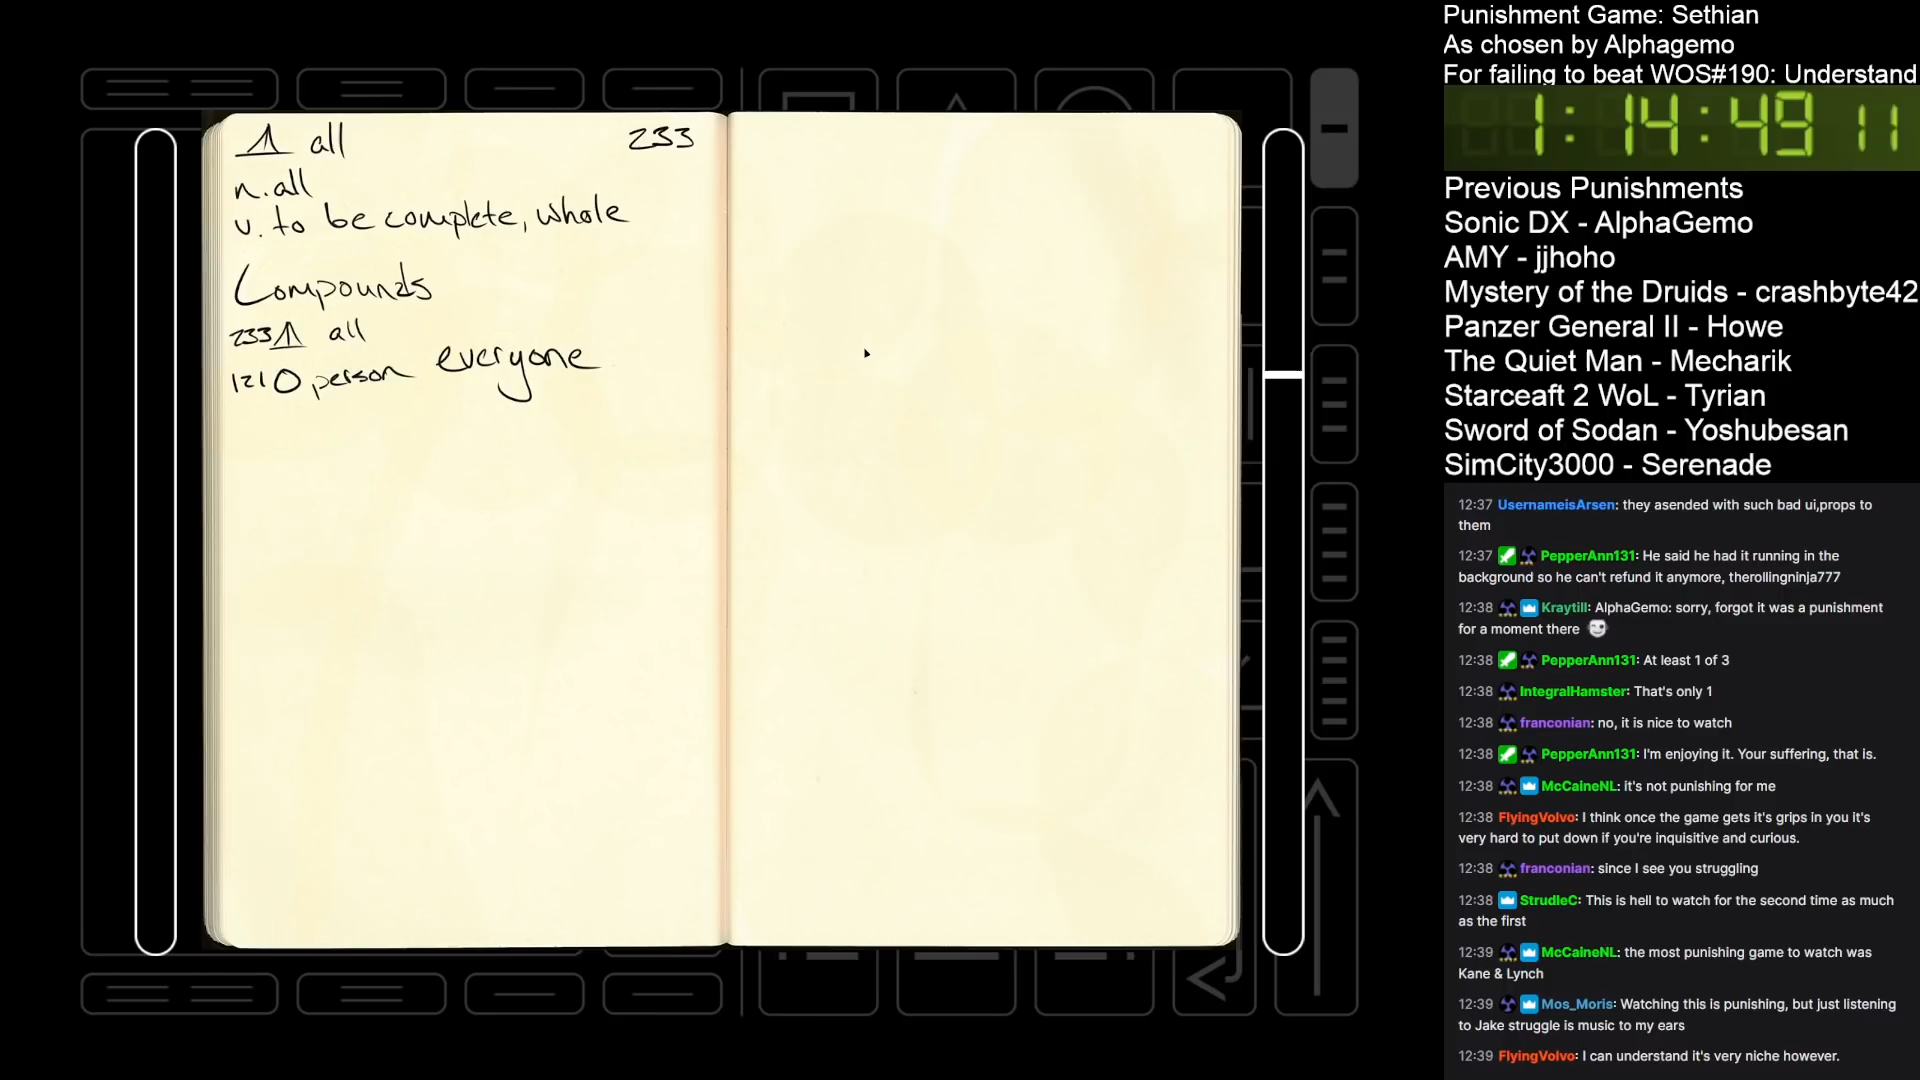 all 233
n. all
v. to be complete, whole
Compounds
233 all
everyone
121 person
Punishment Game: Sethian
As chosen by Alphagemo
For failing to beat WOS#190: Understand
1:14:49 11
Previous Punishments
Sonic DX - AlphaGemo
AMY - jjhoho
Mystery of the Druids - crashbyte42
Panzer General II - Howe
The Quiet Man - Mecharik
Starceaft 2 WoL - Tyrian
Sword of Sodan - Yoshubesan
SimCity3000 - Serenade
12:37 UsernameisArsen: they asended with such bad ui,props to
them
12:37 PepperAnn131: He said he had it running in the
background so he can't refund it anymore, therollingninja777
12:38 Kraytill: AlphaGemo: sorry, forgot it was a punishment
for a moment there
12:38 PepperAnn131: At least 1 of 3
12:38 IntegralHamster: That's only 1
12:38 franconian: no, it is nice to watch
12:38 PepperAnn131: I'm enjoying it. Your suffering, that is.
12:38 McCaineNL: it's not punishing for me
12:38 FlyingVolvo: I think once the game gets it's grips in you it's
very hard to put down if you're inquisitive and curious.
12:38 franconian: since I see you struggling
12:38 StrudleC: This is hell to watch for the second time as much
as the first
12:39 McCaineNL: the most punishing game to watch was
Kane & Lynch
12:39 Mos_Moris: Watching this is punishing, but just listening
to Jake struggle is music to my ears
12:39 FlyingVolvo: I can understand it's very niche however.